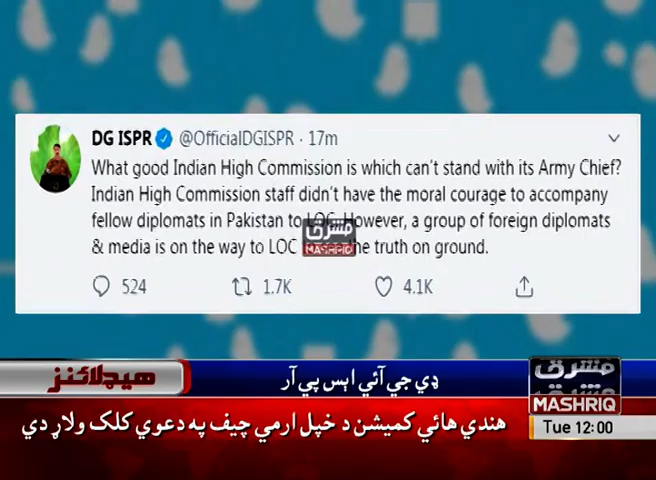 DG ISPR @OfficialDGISPR · 17m
What good Indian High Commission is which can't stand with its Army Chief?
Indian High Commission staff didn't have the moral courage to accompany
fellow diplomats in Pakistan to LOC. However, a group of foreign diplomats
& media is on the way to LOC the truth on ground.
524 1.7K 4.1K
مشرق
MASHRIQ
هيډلائنز
ډي جي آئي ايس پي آر
هندي هائي کميشن د خپل ارمي چيف په دعوي کلک ولاړ دي
مشرق
MASHRIQ
Tue 12:00